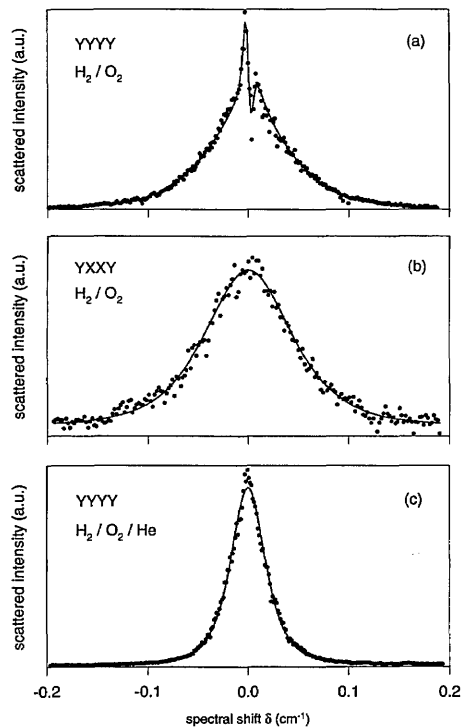 YYYY
(a)
H₂ / O₂
scattered intensity (a.u.)
YXXY
(b)
H₂ / O₂
scattered intensity (a.u.)
YYYY
(c)
H₂ / O₂ / He
scattered intensity (a.u.)
-0.2 -0.1 0.0 0.1 0.2
spectral shift δ (cm⁻¹)